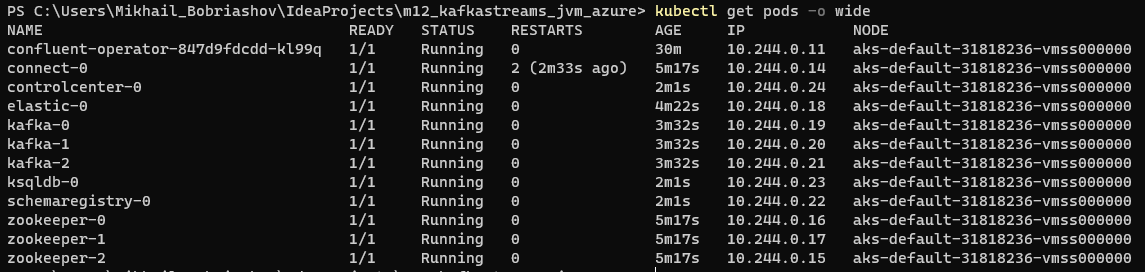 PS C:\Users\Mikhail_Bobriashov\IdeaProjects\m12_kafkastreams_jvm_azure> kubectl get pods -o wide
NAME READY STATUS RESTARTS AGE IP NODE
confluent-operator-847d9fdcdd-kl99q 1/1 Running 0 30m 10.244.0.11 aks-default-31818236-vmss000000
connect-0 1/1 Running 2 (2m33s ago) 5m17s 10.244.0.14 aks-default-31818236-vmss000000
controlcenter-0 1/1 Running 0 2m1s 10.244.0.24 aks-default-31818236-vmss000000
elastic-0 1/1 Running 0 4m22s 10.244.0.18 aks-default-31818236-vmss000000
kafka-0 1/1 Running 0 3m32s 10.244.0.19 aks-default-31818236-vmss000000
kafka-1 1/1 Running 0 3m32s 10.244.0.20 aks-default-31818236-vmss000000
kafka-2 1/1 Running 0 3m32s 10.244.0.21 aks-default-31818236-vmss000000
ksqldb-0 1/1 Running 0 2m1s 10.244.0.23 aks-default-31818236-vmss000000
schemaregistry-0 1/1 Running 0 2m1s 10.244.0.22 aks-default-31818236-vmss000000
zookeeper-0 1/1 Running 0 5m17s 10.244.0.16 aks-default-31818236-vmss000000
zookeeper-1 1/1 Running 0 5m17s 10.244.0.17 aks-default-31818236-vmss000000
zookeeper-2 1/1 Running 0 5m17s 10.244.0.15 aks-default-31818236-vmss000000